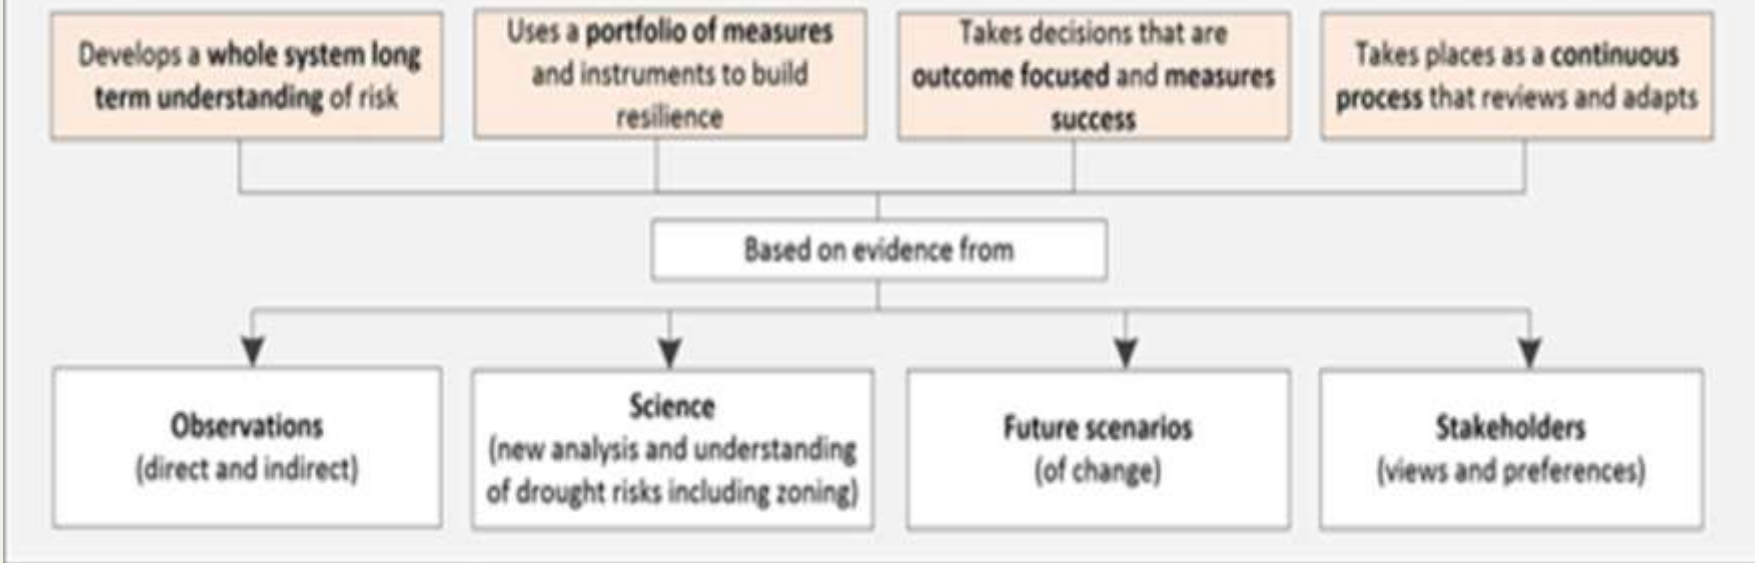 Develops a whole system long
term understanding of risk
Uses a portfolio of measures
and instruments to build
resilience
Takes decisions that are
outcome focused and measures
success
Takes places as a continuous
process that reviews and adapts
Based on evidence from
Observations
(direct and indirect)
Science
(new analysis and understanding
of drought risks including zoning)
Future scenarios
(of change)
Stakeholders
(views and preferences)